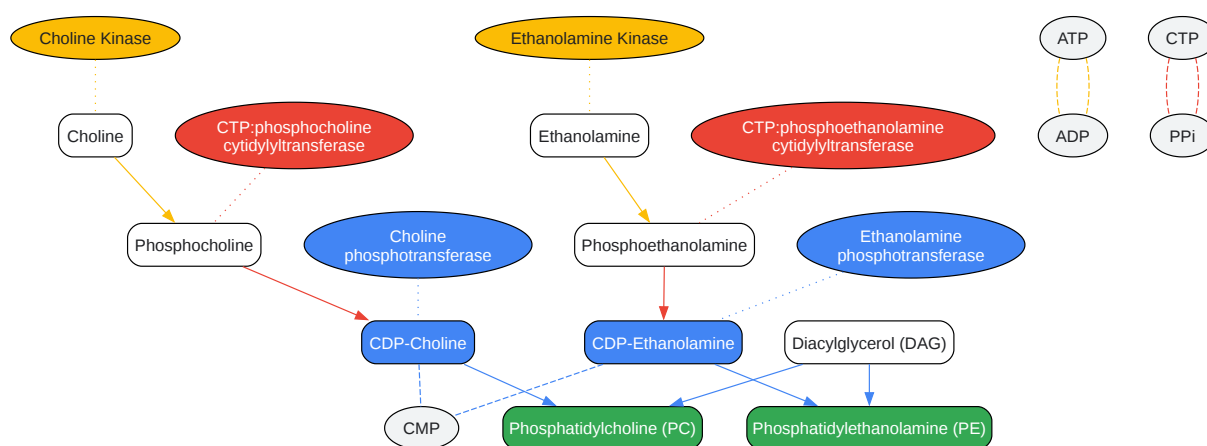 Choline Kinase
Ethanolamine Kinase
ATP
CTP
Choline
CTP:phosphocholine
cytidylyltransferase
Ethanolamine
CTP:phosphoethanolamine
cytidylyltransferase
ADP
PPi
Phosphocholine
Choline
phosphotransferase
Phosphoethanolamine
Ethanolamine
phosphotransferase
CDP-Choline
CDP-Ethanolamine
Diacylglycerol (DAG)
CMP
Phosphatidylcholine (PC)
Phosphatidylethanolamine (PE)